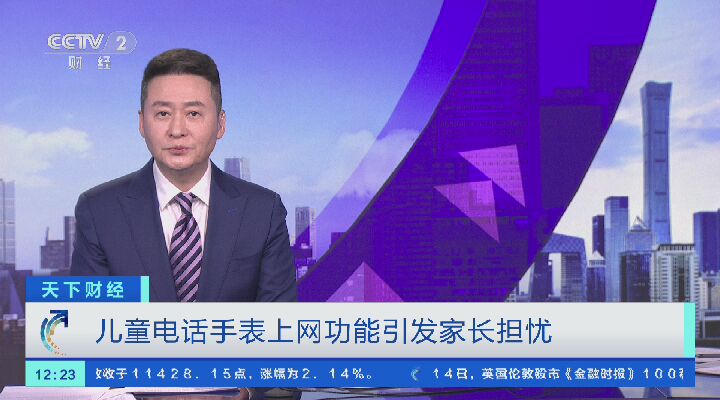 CCTV 2
财经
天下财经
儿童电话手表上网功能引发家长担忧
12:23 收于11428．15点，涨幅为2．14%。 14日，英国伦敦股市《金融时报》100